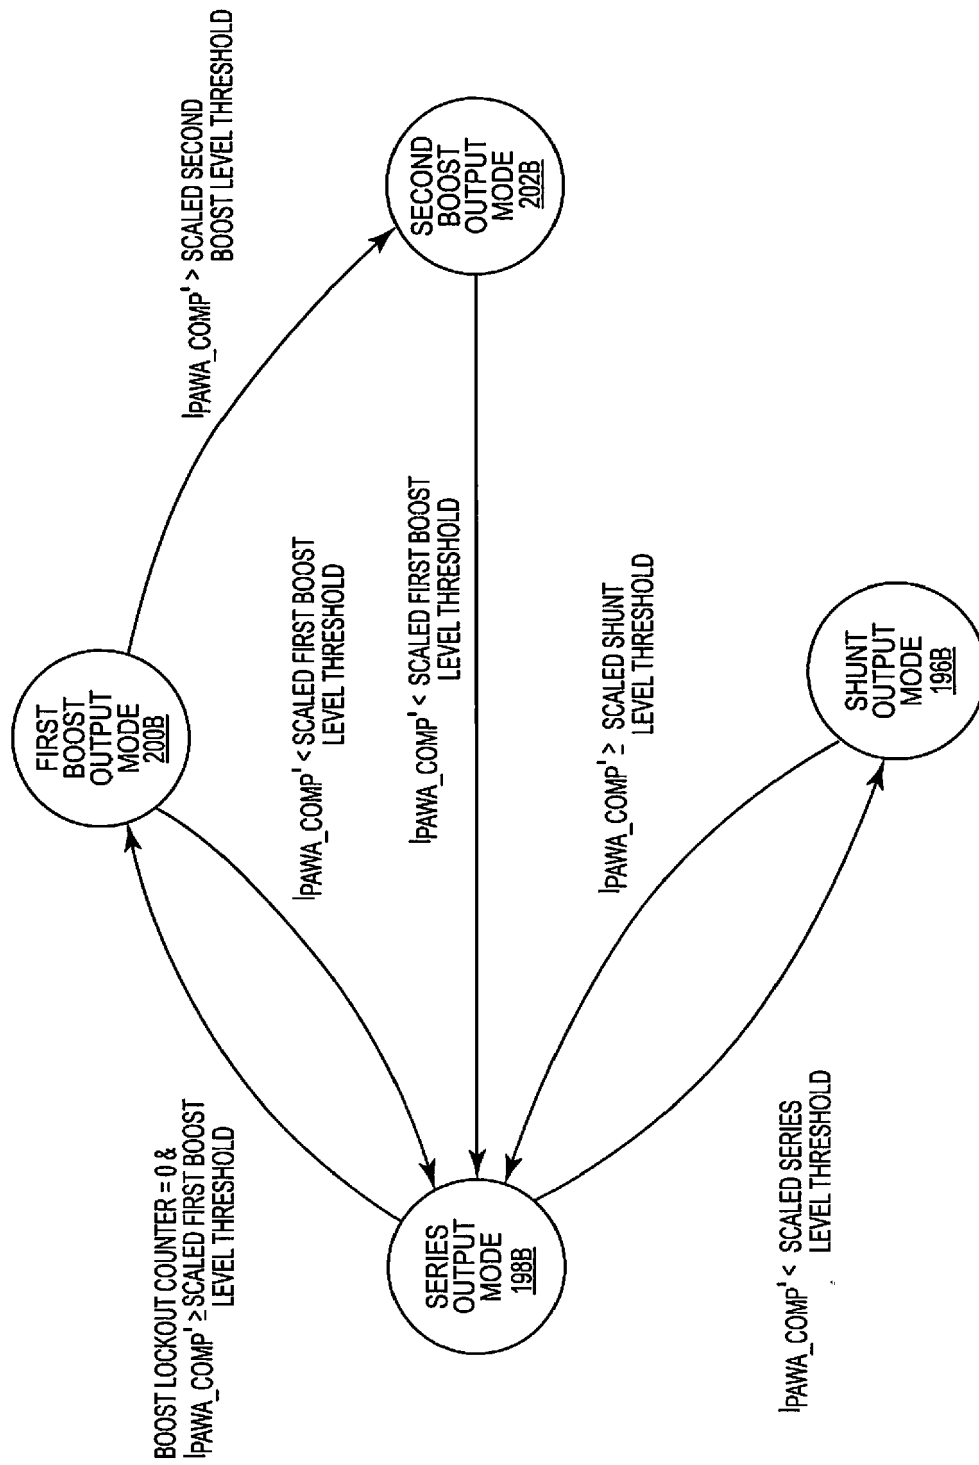 BOOST LOCKOUT COUNTER = 0 &
IPAWA_COMP' ≥ SCALED FIRST BOOST
LEVEL THRESHOLD
FIRST
BOOST
OUTPUT
MODE
200B
IPAWA_COMP' > SCALED SECOND
BOOST LEVEL THRESHOLD
IPAWA_COMP' < SCALED FIRST BOOST
LEVEL THRESHOLD
IPAWA_COMP' < SCALED FIRST BOOST
LEVEL THRESHOLD
SERIES
OUTPUT
MODE
198B
SECOND
BOOST
OUTPUT
MODE
202B
IPAWA_COMP' ≥ SCALED SHUNT
LEVEL THRESHOLD
IPAWA_COMP' < SCALED SERIES
LEVEL THRESHOLD
SHUNT
OUTPUT
MODE
196B